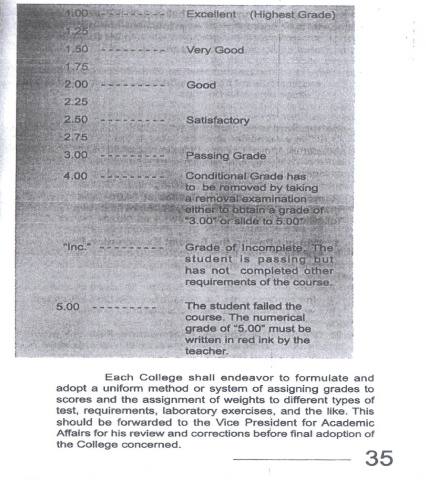 1.00 ---------- Excellent (Highest Grade)
1.25
1.50 ---------- Very Good
1.75
2.00 ---------- Good
2.25
2.50 ---------- Satisfactory
2.75
3.00 ---------- Passing Grade
4.00 ---------- Conditional Grade has
to be removed by taking
a removal examination
either to obtain a grade of
"3.00" or slide to 5.00"
"Inc." ---------- Grade of Incomplete. The
student is passing but
has not completed other
requirements of the course.
5.00 --------- The student failed the
course. The numerical
grade of "5.00" must be
written in red ink by the
teacher.
Each College shall endeavor to formulate and
adopt a uniform method or system of assigning grades to
scores and the assignment of weights to different types of
test, requirements, laboratory exercises, and the like. This
should be forwarded to the Vice President for Academic
Affairs for his review and corrections before final adoption of
the College concerned.
35